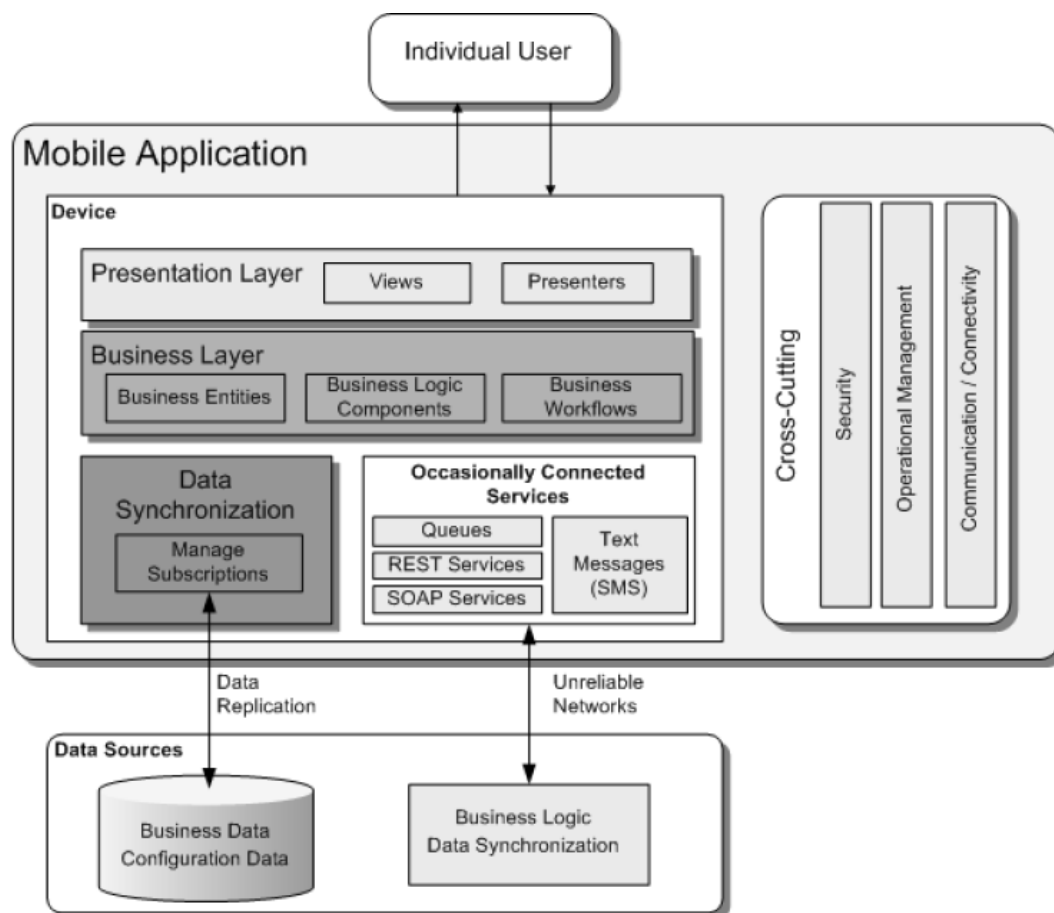 Individual User
Mobile Application
Device
Presentation Layer
Views
Presenters
Business Layer
Business Entities
Business Logic
Components
Business
Workflows
Data
Synchronization
Manage
Subscriptions
Occasionally Connected
Services
Queues
REST Services
SOAP Services
Text
Messages
(SMS)
Cross-Cutting
Security
Operational Management
Communication / Connectivity
Data
Replication
Unreliable
Networks
Data Sources
Business Data
Configuration Data
Business Logic
Data Synchronization